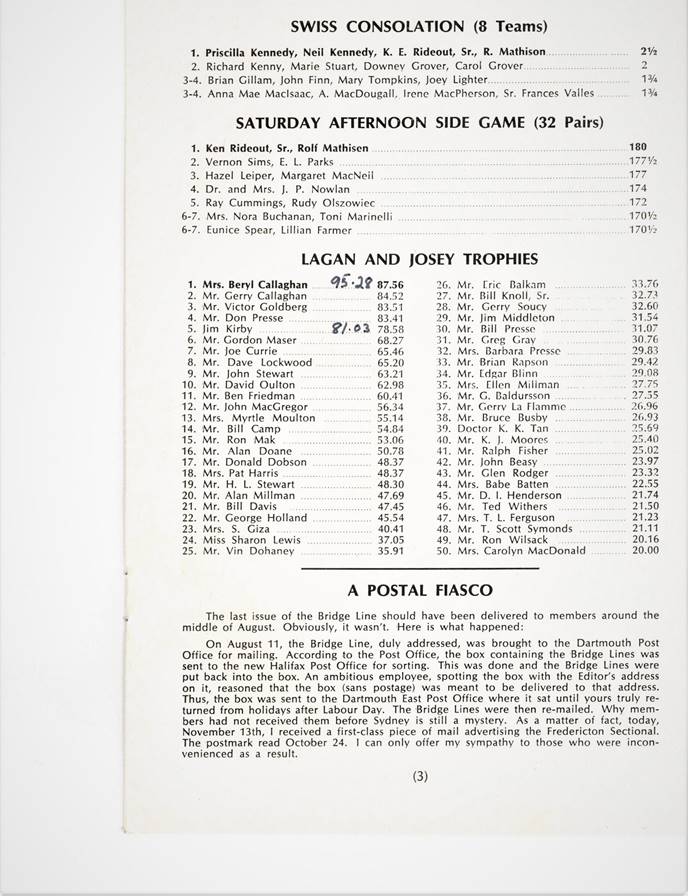 SWISS CONSOLATION (8 Teams)
1. Priscilla Kennedy, Neil Kennedy, K. E. Rideout, Sr., R. Mathison 2½
2. Richard Kenny, Marie Stuart, Downey Grover, Carol Grover 2
3-4. Brian Gillam, John Finn, Mary Tompkins, Joey Lighter 1¾
3-4. Anna Mae MacIsaac, A. MacDougall, Irene MacPherson, Sr. Frances Valles 1¾
SATURDAY AFTERNOON SIDE GAME (32 Pairs)
1. Ken Rideout, Sr., Rolf Mathisen 180
2. Vernon Sims, E. L. Parks 177½
3. Hazel Leiper, Margaret MacNeil 177
4. Dr. and Mrs. J. P. Nowlan 174
5. Ray Cummings, Rudy Olszowiec 172
6-7. Mrs. Nora Buchanan, Toni Marinelli 170½
6-7. Eunice Spear, Lillian Farmer 170½
LAGAN AND JOSEY TROPHIES
1. Mrs. Beryl Callaghan 95.28 87.56
2. Mr. Gerry Callaghan 84.52
3. Mr. Victor Goldberg 83.51
4. Mr. Don Presse 83.41
5. Jim Kirby 81.03 78.58
6. Mr. Gordon Maser 68.27
7. Mr. Joe Currie 65.46
8. Mr. Dave Lockwood 65.20
9. Mr. John Stewart 63.21
10. Mr. David Oulton 62.98
11. Mr. Ben Friedman 60.41
12. Mr. John MacGregor 56.34
13. Mrs. Myrtle Moulton 55.14
14. Mr. Bill Camp 54.84
15. Mr. Ron Mak 53.06
16. Mr. Alan Doane 50.78
17. Mr. Donald Dobson 48.37
18. Mrs. Pat Harris 48.37
19. Mr. H. L. Stewart 48.30
20. Mr. Alan Millman 47.69
21. Mr. Bill Davis 47.45
22. Mr. George Holland 45.54
23. Mrs. S. Giza 40.41
24. Miss Sharon Lewis 37.05
25. Mr. Vin Dohaney 35.91
26. Mr. Eric Balkam 33.76
27. Mr. Bill Knoll, Sr. 32.73
28. Mr. Gerry Soucy 32.60
29. Mr. Jim Middleton 31.54
30. Mr. Bill Presse 31.07
31. Mr. Greg Gray 30.76
32. Mrs. Barbara Presse 29.83
33. Mr. Brian Rapson 29.42
34. Mr. Edgar Blinn 29.08
35. Mrs. Ellen Millman 27.75
36. Mr. G. Baldursson 27.55
37. Mr. Gerry La Flamme 26.96
38. Mr. Bruce Busby 26.93
39. Doctor K. K. Tan 25.69
40. Mr. K. J. Moores 25.40
41. Mr. Ralph Fisher 25.02
42. Mr. John Beasy 23.97
43. Mr. Glen Rodger 23.32
44. Mrs. Babe Batten 22.55
45. Mr. D. I. Henderson 21.74
46. Mr. Ted Withers 21.50
47. Mrs. T. L. Ferguson 21.23
48. Mr. T. Scott Symonds 21.11
49. Mr. Ron Wilsack 20.16
50. Mrs. Carolyn MacDonald 20.00
A POSTAL FIASCO
The last issue of the Bridge Line should have been delivered to members around the
middle of August. Obviously, it wasn't. Here is what happened:
On August 11, the Bridge Line, duly addressed, was brought to the Dartmouth Post
Office for mailing. According to the Post Office, the box containing the Bridge Lines was
sent to the new Halifax Post Office for sorting. This was done and the Bridge Lines were
put back into the box. An ambitious employee, spotting the box with the Editor's address
on it, reasoned that the box (sans postage) was meant to be delivered to that address.
Thus, the box was sent to the Dartmouth East Post Office where it sat until yours truly re-
turned from holidays after Labour Day. The Bridge Lines were then re-mailed. Why mem-
bers had not received them before Sydney is still a mystery. As a matter of fact, today,
November 13th, I received a first-class piece of mail advertising the Fredericton Sectional.
The postmark read October 24. I can only offer my sympathy to those who were incon-
venienced as a result.
(3)